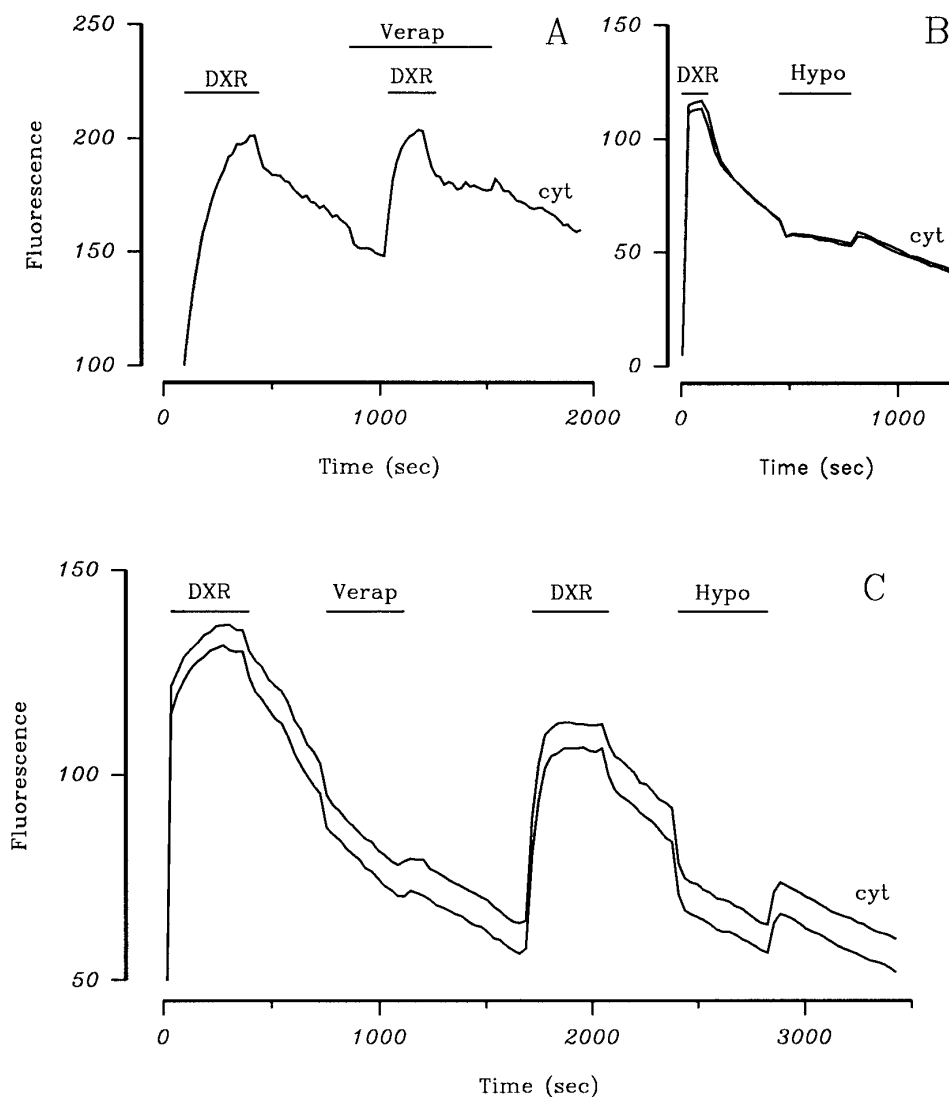 250
200
150
100
Fluorescence
Verap
DXR
DXR
A
cyt
0
1000
2000
Time (sec)
150
100
50
0
DXR
Hypo
B
cyt
0
1000
Time (sec)
150
100
50
Fluorescence
DXR
Verap
DXR
Hypo
C
cyt
0
1000
2000
3000
Time (sec)